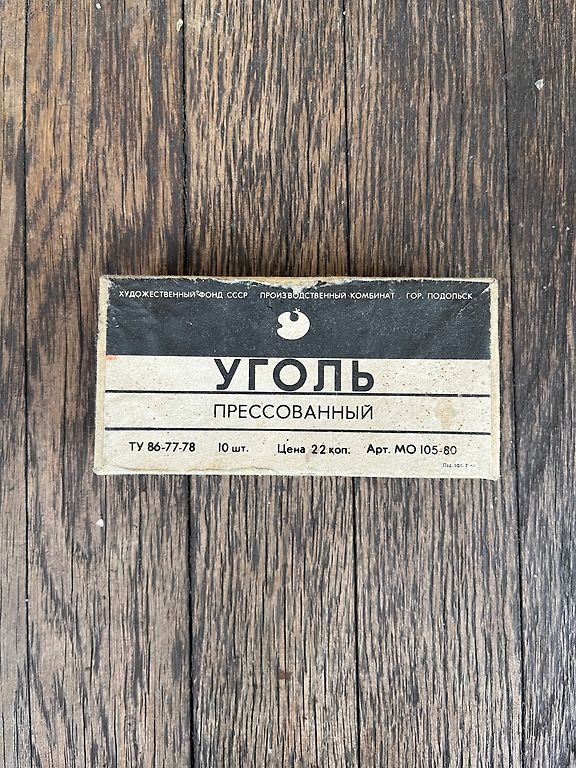 ХУДОЖЕСТВЕННЫЙ ФОНД СССР ПРОИЗВОДСТВЕННЫЙ КОМБИНАТ ГОР. ПОДОЛЬСК
УГОЛЬ
ПРЕССОВАННЫЙ
ТУ 86-77-78 10 шт. Цена 22 коп. Арт. МО 105-80